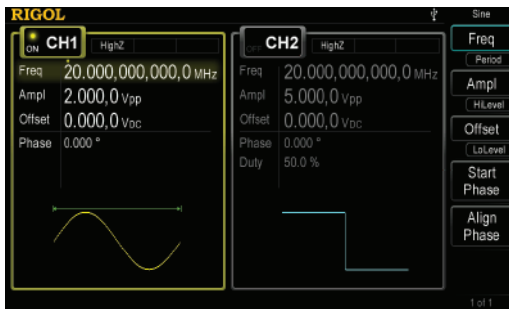 RIGOL
Sine
ON CH1 HighZ
Freq 20.000,000,000,0 MHz
Ampl 2.000,0 Vpp
Offset 0.000,0 VDC
Phase 0.000 °
OFF CH2 HighZ
Freq 20.000,000,000,0 MHz
Ampl 5.000,0 Vpp
Offset 0.000,0 VDC
Phase 0.000 °
Duty 50.0 %
Freq
Period
Ampl
HiLevel
Offset
LoLevel
Start
Phase
Align
Phase
1 of 1